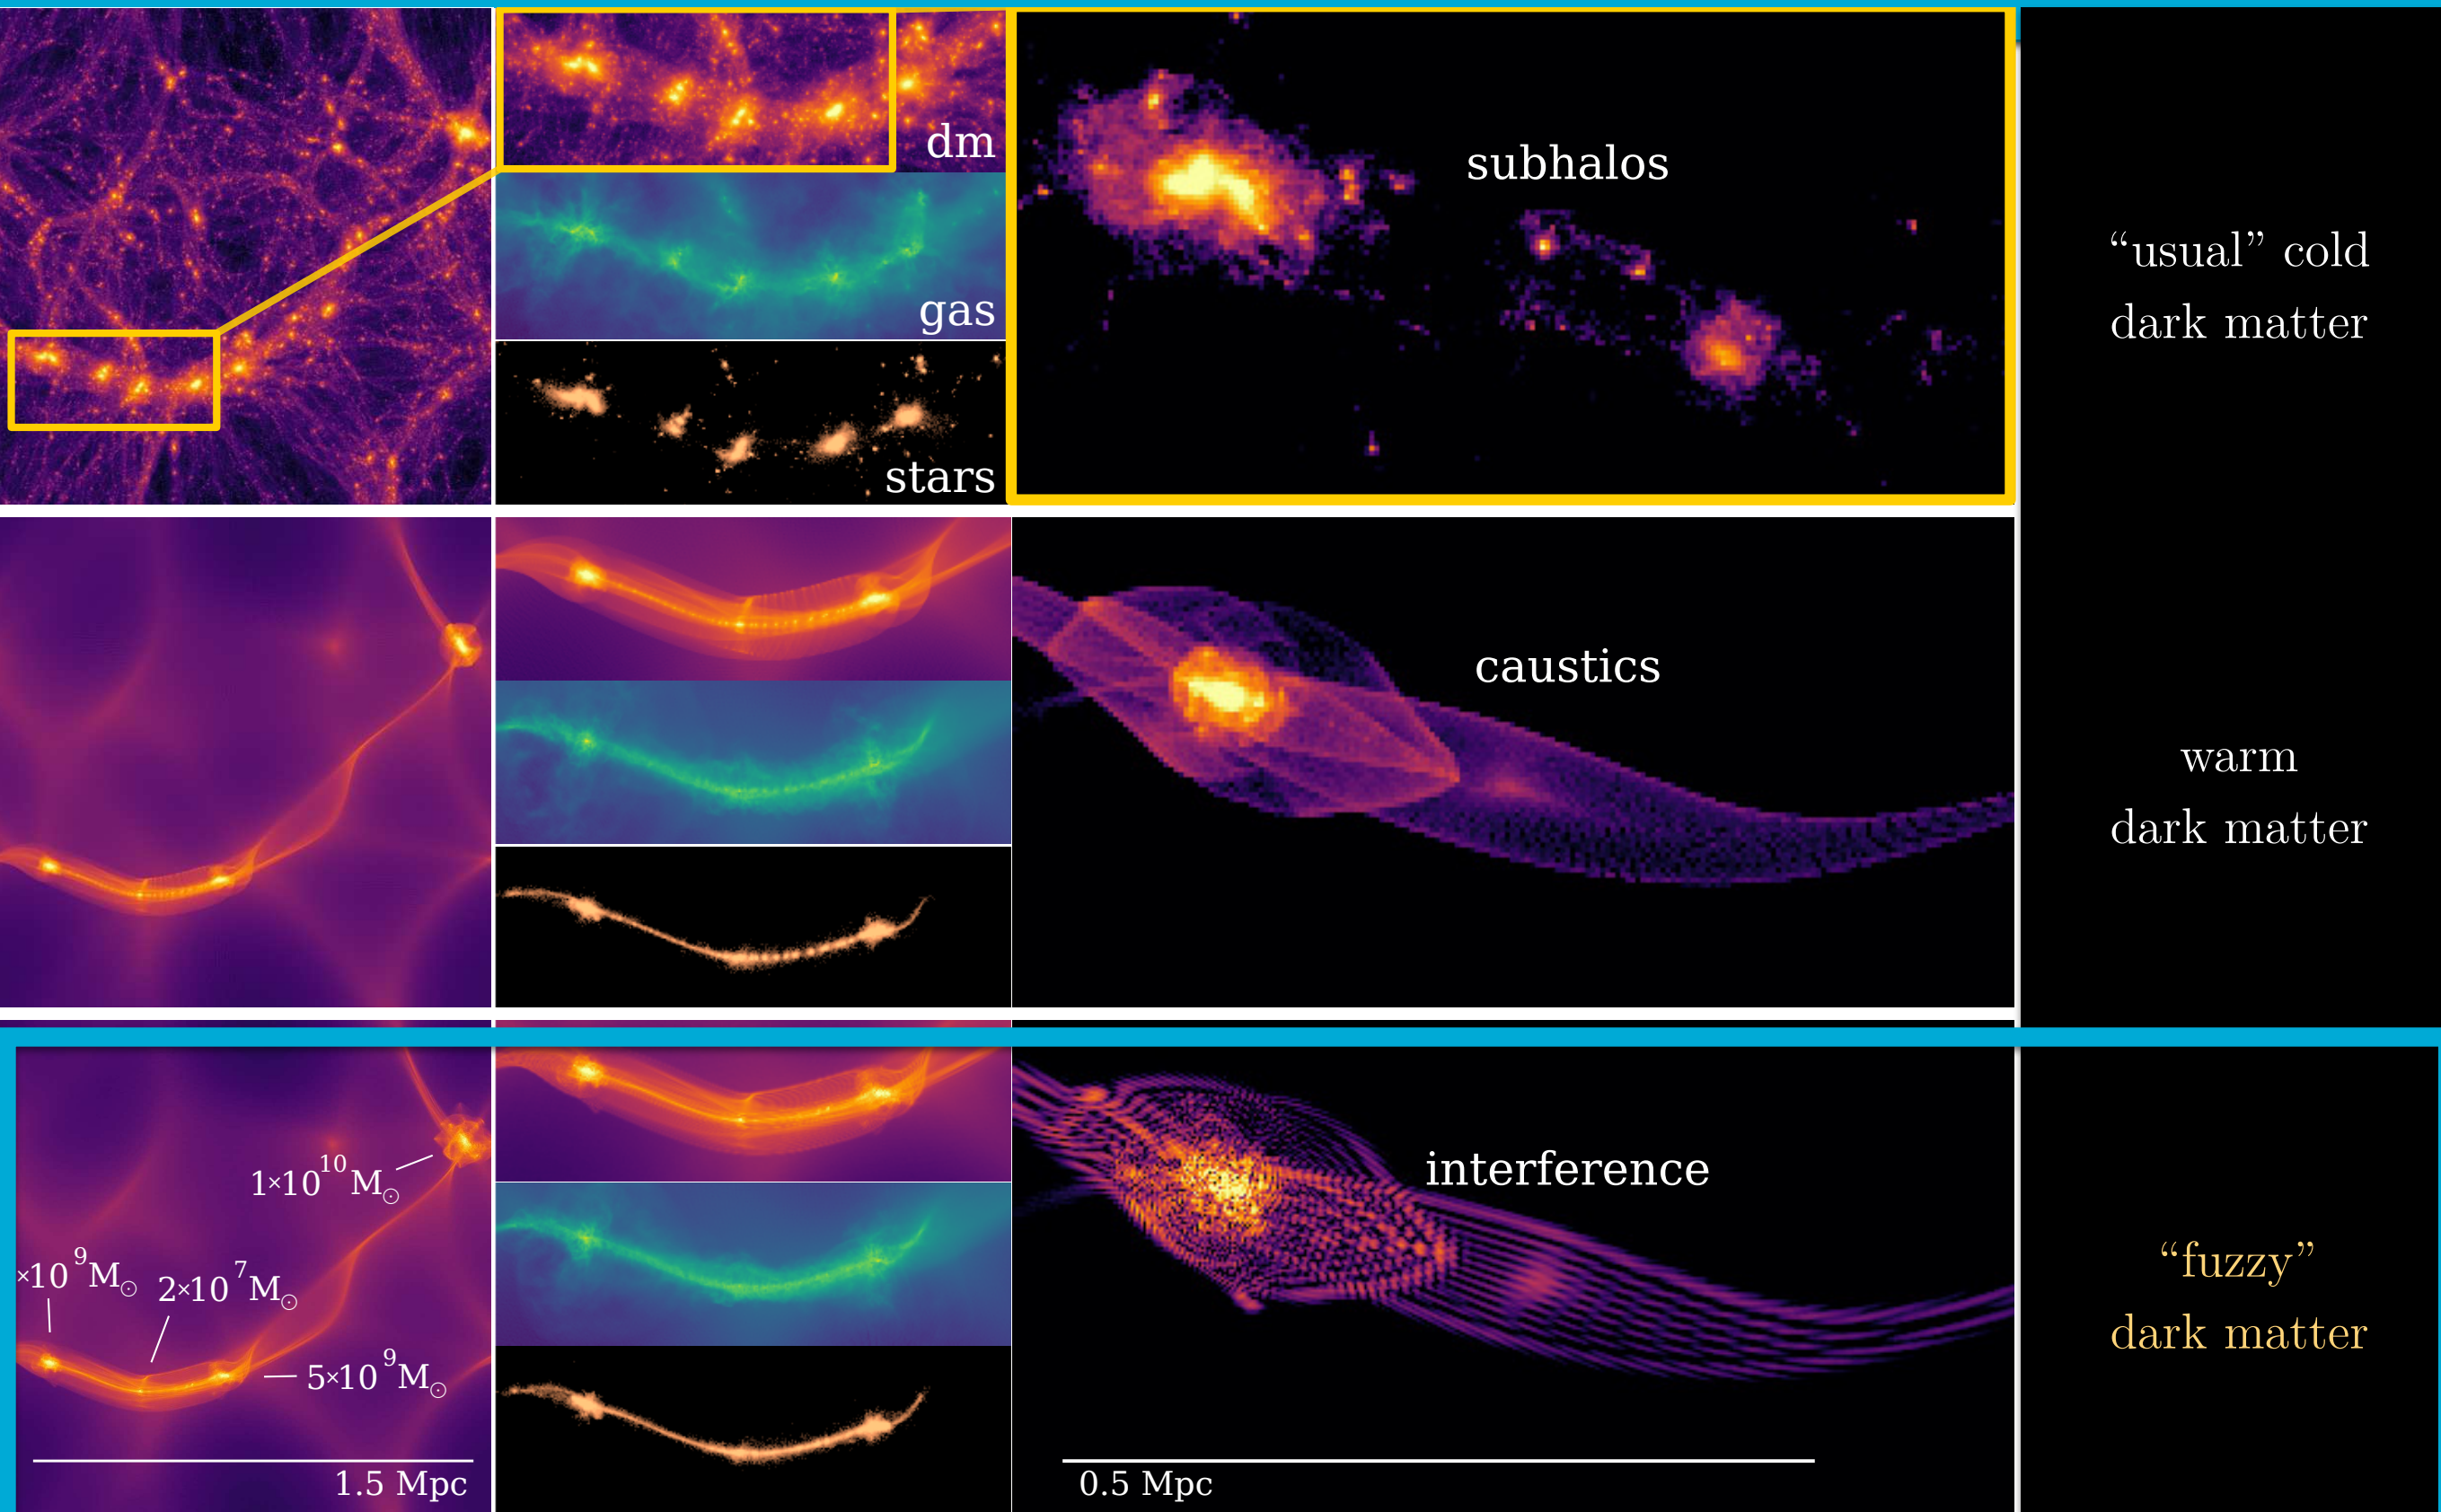 dm
gas
stars
subhalos
“usual” cold
dark matter
caustics
warm
dark matter
1×10¹⁰M☉
×10⁹M☉
2×10⁷M☉
5×10⁹M☉
1.5 Mpc
interference
0.5 Mpc
“fuzzy”
dark matter